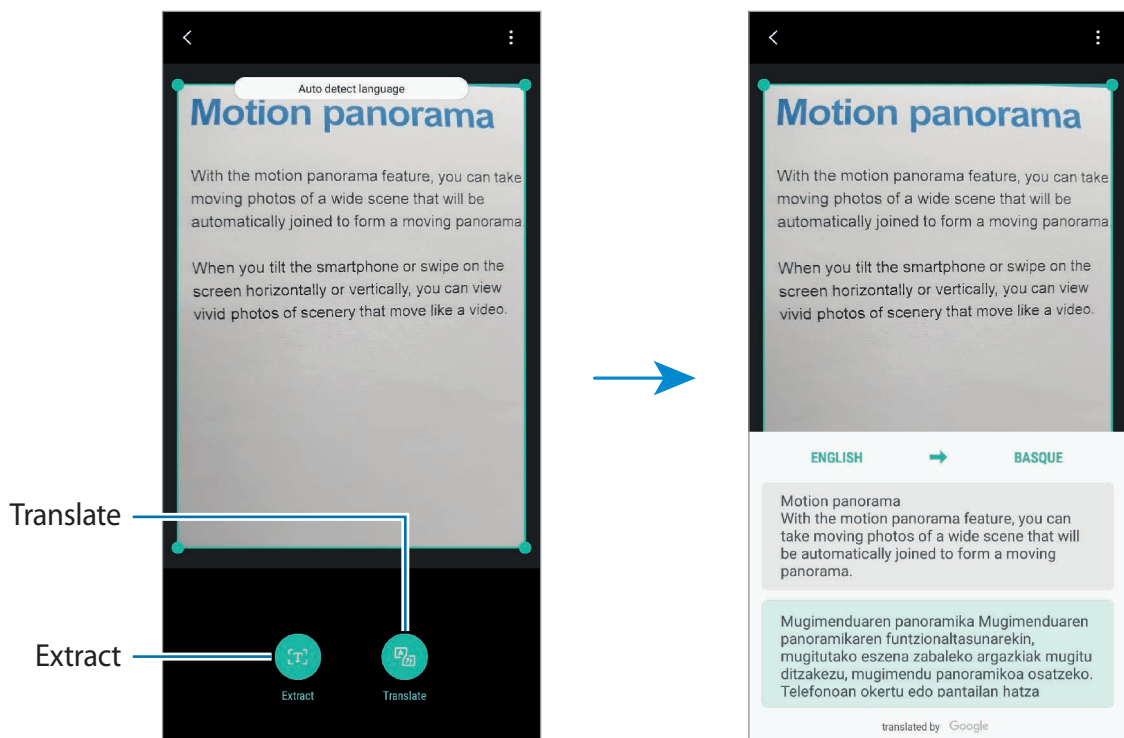 Auto detect language
Motion panorama
With the motion panorama feature, you can take
moving photos of a wide scene that will be
automatically joined to form a moving panorama.
When you tilt the smartphone or swipe on the
screen horizontally or vertically, you can view
vivid photos of scenery that move like a video.
Translate
Extract
Extract
Translate
Motion panorama
With the motion panorama feature, you can take
moving photos of a wide scene that will be
automatically joined to form a moving panorama.
When you tilt the smartphone or swipe on the
screen horizontally or vertically, you can view
vivid photos of scenery that move like a video.
ENGLISH
BASQUE
Motion panorama
With the motion panorama feature, you can
take moving photos of a wide scene that will
be automatically joined to form a moving
panorama.
Mugimenduaren panoramika Mugimenduaren
panoramikaren funtzionaltasunarekin,
mugitutako eszena zabaleko argazkiak mugitu
ditzakezu, mugimendu panoramikoa osatzeko.
Telefonoan okertu edo pantailan hatza
translated by Google